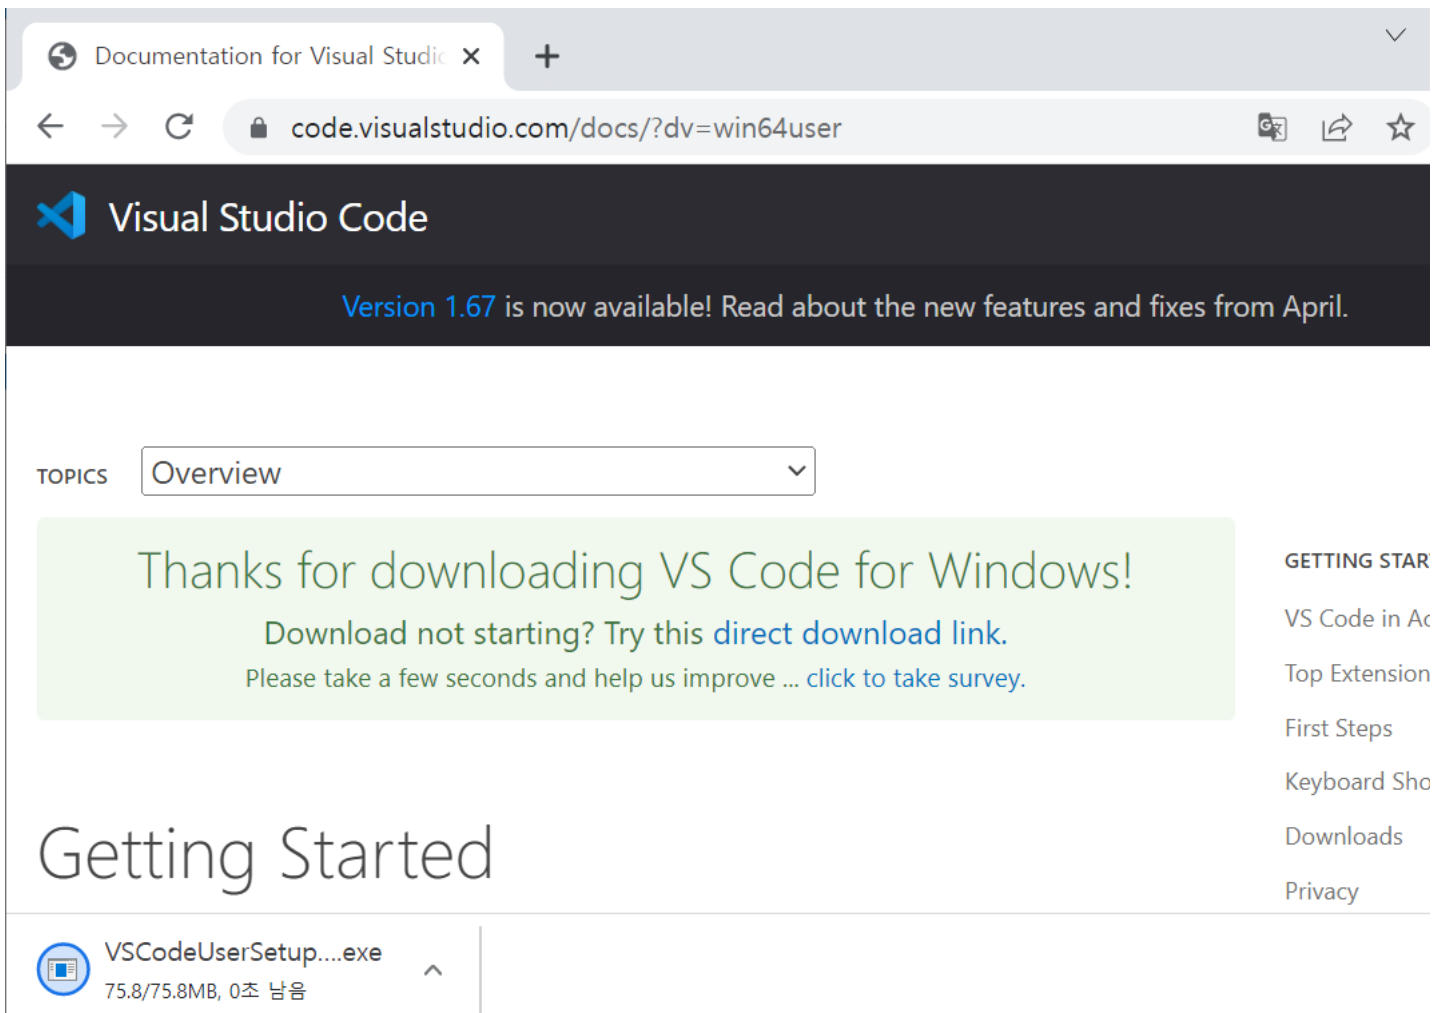 Documentation for Visual Studio
code.visualstudio.com/docs/?dv=win64user
Visual Studio Code
Version 1.67 is now available! Read about the new features and fixes from April.
TOPICS Overview
Thanks for downloading VS Code for Windows!
Download not starting? Try this direct download link.
Please take a few seconds and help us improve ... click to take survey.
GETTING STAR
VS Code in Ac
Top Extension
First Steps
Keyboard Sho
Downloads
Privacy
Getting Started
VSCodeUserSetup....exe
75.8/75.8MB, 0초 남음